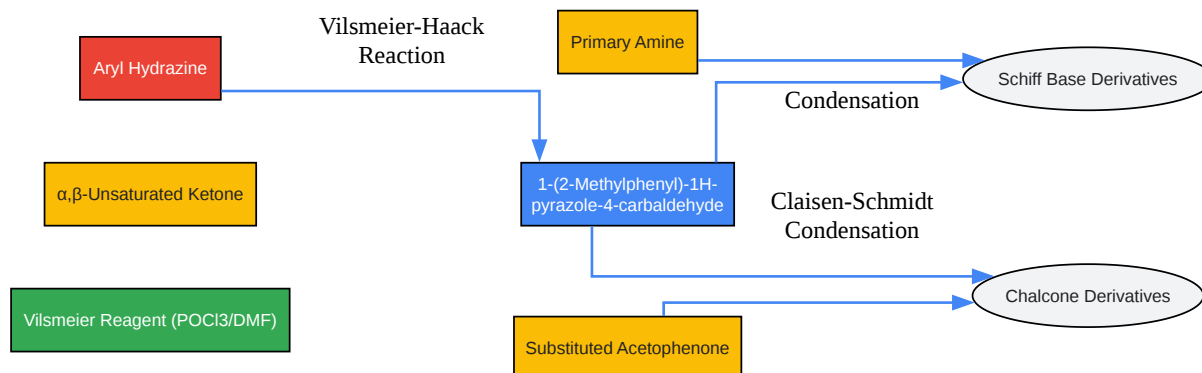 Vilsmeier-Haack
Reaction
Primary Amine
Aryl Hydrazine
Schiff Base Derivatives
Condensation
α,β-Unsaturated Ketone
1-(2-Methylphenyl)-1H-
pyrazole-4-carbaldehyde
Claisen-Schmidt
Condensation
Vilsmeier Reagent (POCl3/DMF)
Chalcone Derivatives
Substituted Acetophenone